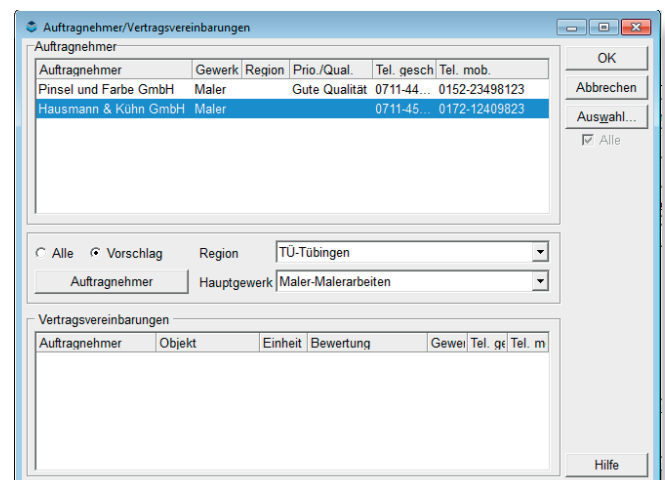 Auftragnehmer/Vertragsvereinbarungen
Auftragnehmer
Auftragnehmer Gewerk Region Prio./Qual. Tel. gesch Tel. mob.
Pinsel und Farbe GmbH Maler Gute Qualität 0711-44... 0152-23498123
Hausmann & Kühn GmbH Maler 0711-45... 0172-12409823
OK
Abbrechen
Auswahl...
Alle
Alle Vorschlag Region TÜ-Tübingen
Auftragnehmer Hauptgewerk Maler-Malerarbeiten
Vertragsvereinbarungen
Auftragnehmer Objekt Einheit Bewertung Gewer Tel. ge Tel. m
Hilfe